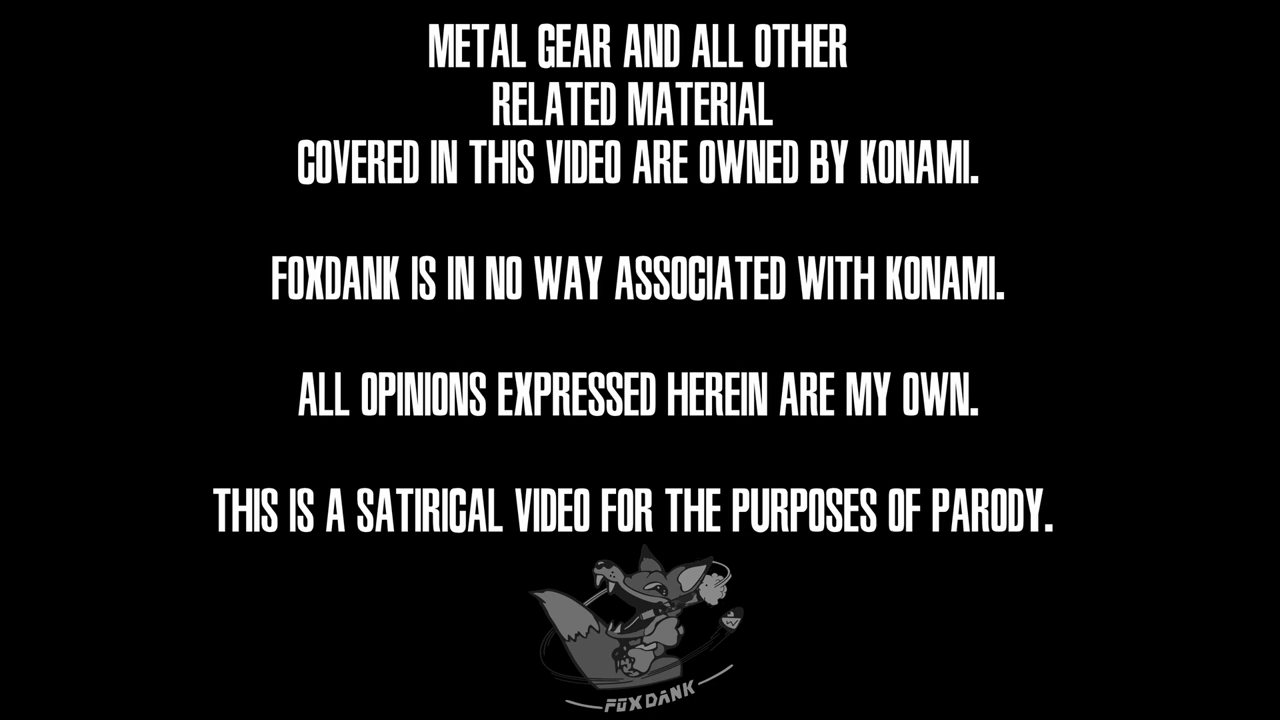 METAL GEAR AND ALL OTHER
RELATED MATERIAL
COVERED IN THIS VIDEO ARE OWNED BY KONAMI.
FOXDANK IS IN NO WAY ASSOCIATED WITH KONAMI.
ALL OPINIONS EXPRESSED HEREIN ARE MY OWN.
THIS IS A SATIRICAL VIDEO FOR THE PURPOSES OF PARODY.
FOXDANK